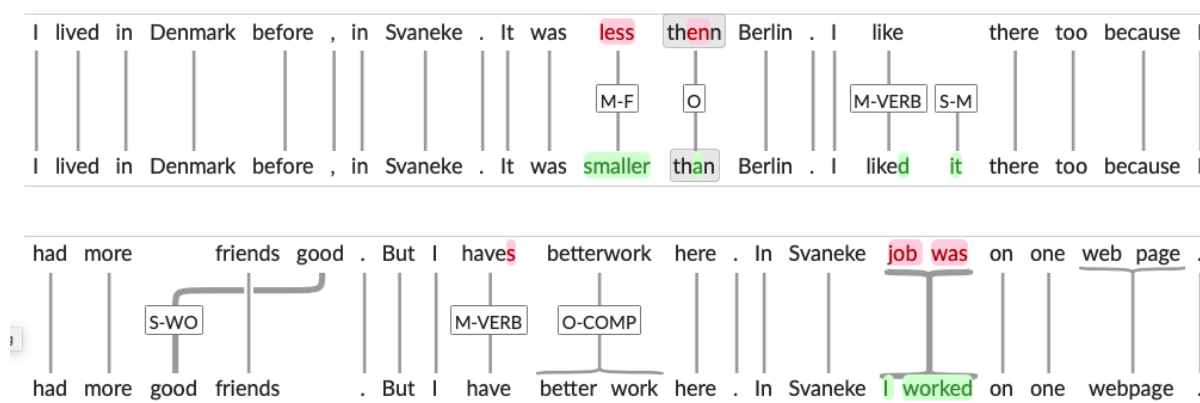 I lived in Denmark before , in Svaneke . It was less thenn Berlin . I like there too because
M-F O M-VERB S-M
I lived in Denmark before , in Svaneke . It was smaller than Berlin . I liked it there too because
had more friends good . But I haves betterwork here . In Svaneke job was on one web page .
S-WO M-VERB O-COMP
had more good friends . But I have better work here . In Svaneke I worked on one webpage .